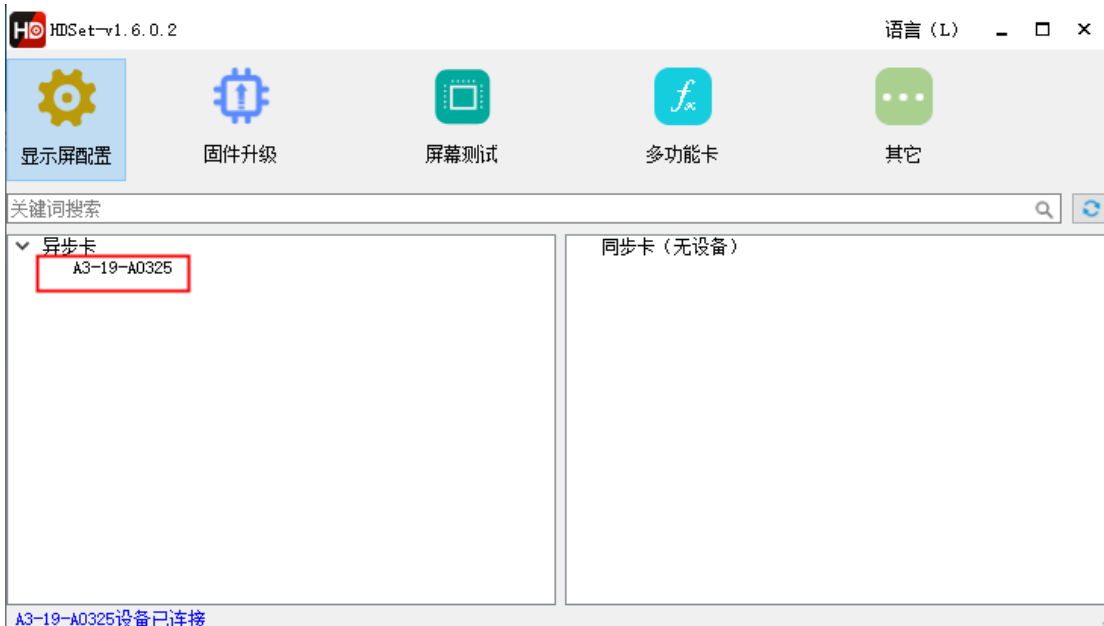 HD HDSet-v1.6.0.2 语言(L)
显示屏配置 固件升级 屏幕测试 多功能卡 其它
关键词搜索
异步卡 同步卡(无设备)
A3-19-A0325
A3-19-A0325设备已连接